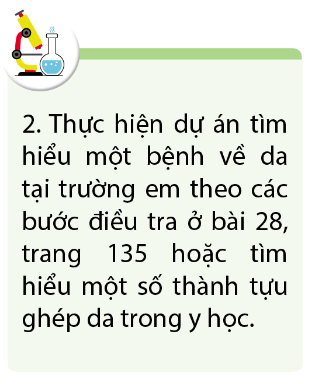 2. Thực hiện dự án tìm
hiểu một bệnh về da
tại trường em theo các
bước điều tra ở bài 28,
trang 135 hoặc tìm
hiểu một số thành tựu
ghép da trong y học.